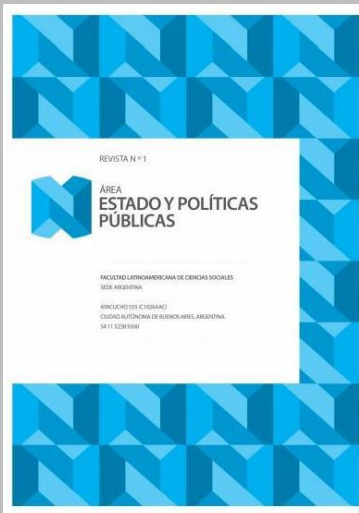 REVISTA N º 1
ÁREA
ESTADO Y POLÍTICAS
PÚBLICAS
FACULTAD LATINOAMERICANA DE CIENCIAS SOCIALES
SEDE ARGENTINA
AYACUCHO 555 (C1026AAC)
CIUDAD AUTÓNOMA DE BUENOS AIRES, ARGENTINA.
54 11 5238 9300